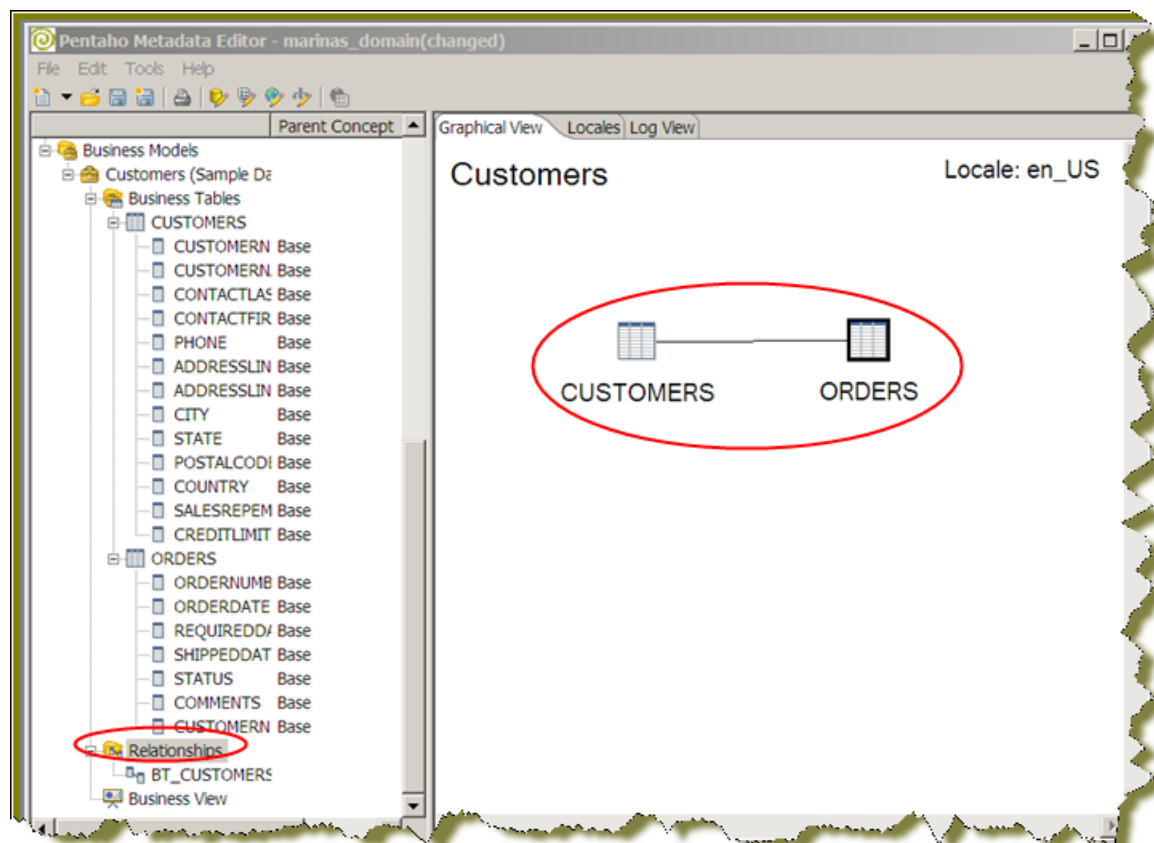 Pentaho Metadata Editor - marinas_domain(changed)
File Edit Tools Help
Parent Concept
Graphical View Locales Log View
Business Models
Customers (Sample Da
Business Tables
CUSTOMERS
CUSTOMERN Base
CUSTOMERN. Base
CONTACTLAS Base
CONTACTFIR Base
PHONE Base
ADDRESSLIN Base
ADDRESSLIN Base
CITY Base
STATE Base
POSTALCODE Base
COUNTRY Base
SALESREPEM Base
CREDITLIMIT Base
ORDERS
ORDERNUMB Base
ORDERDATE Base
REQUIREDDA Base
SHIPPEDDAT Base
STATUS Base
COMMENTS Base
CUSTOMERN Base
Relationships
BT_CUSTOMERS
Business View
Customers
Locale: en_US
CUSTOMERS
ORDERS